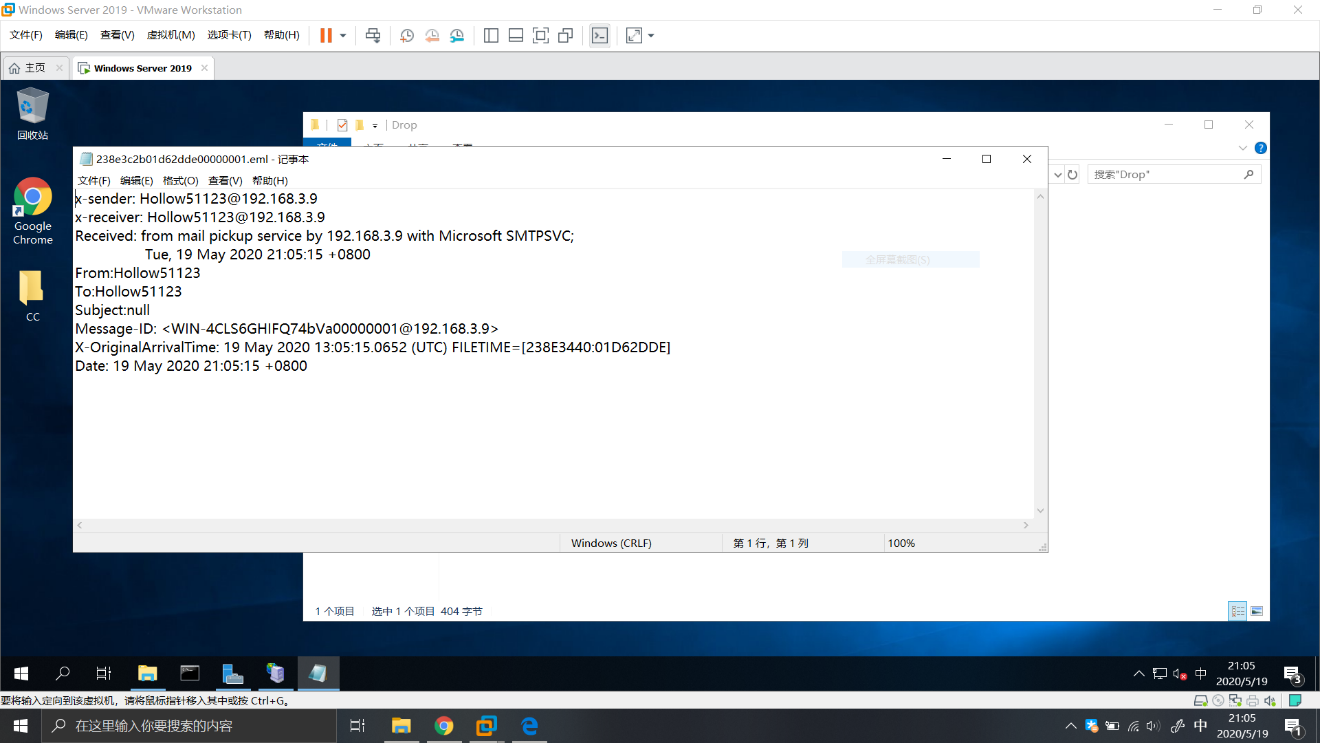 Windows Server 2019 - VMware Workstation
文件(F) 编辑(E) 查看(V) 虚拟机(M) 选项卡(T) 帮助(H)
主页 Windows Server 2019
回收站
Google Chrome
CC
Drop
搜索"Drop"
238e3c2b01d62dde00000001.eml - 记事本
文件(F) 编辑(E) 格式(O) 查看(V) 帮助(H)
x-sender: Hollow51123@192.168.3.9
x-receiver: Hollow51123@192.168.3.9
Received: from mail pickup service by 192.168.3.9 with Microsoft SMTPSVC;
Tue, 19 May 2020 21:05:15 +0800
From:Hollow51123
To:Hollow51123
Subject:null
Message-ID: <WIN-4CLS6GHIFQ74bVa00000001@192.168.3.9>
X-OriginalArrivalTime: 19 May 2020 13:05:15.0652 (UTC) FILETIME=[238E3440:01D62DDE]
Date: 19 May 2020 21:05:15 +0800
全屏幕截图(S)
Windows (CRLF) 第 1 行，第 1 列 100%
1 个项目 选中 1 个项目 404 字节
中 21:05
2020/5/19 3
要将输入定向到该虚拟机，请将鼠标指针移入其中或按 Ctrl+G。
在这里输入你要搜索的内容
中 21:05
2020/5/19 1